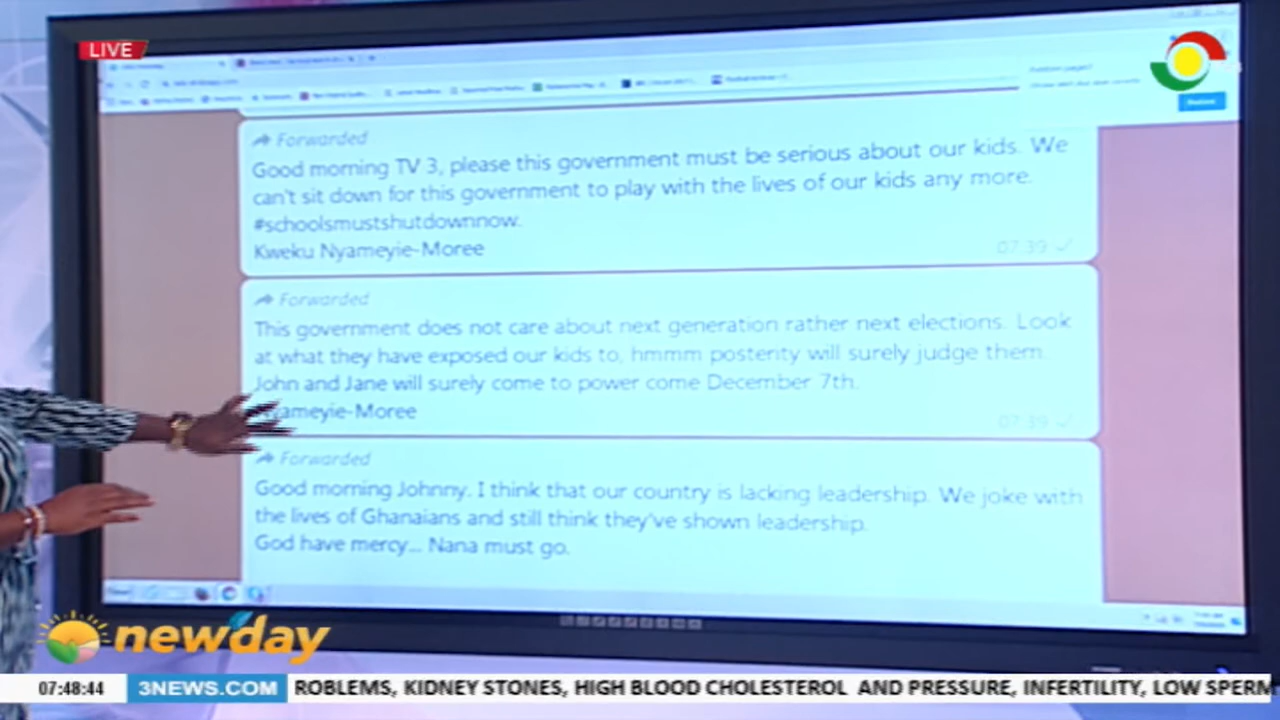 LIVE
Forwarded
Good morning TV 3, please this government must be serious about our kids. We
can't sit down for this government to play with the lives of our kids any more.
#schoolsmustshutdownnow.
Kweku Nyameyie-Moree
07:39
Forwarded
This government does not care about next generation rather next elections. Look
at what they have exposed our kids to, hmmm posterity will surely judge them.
John and Jane will surely come to power come December 7th.
ameyie-Moree
07:39
Forwarded
Good morning Johnny. I think that our country is lacking leadership. We joke with
the lives of Ghanaians and still think they've shown leadership.
God have mercy... Nana must go.
newday
07:48:44 3NEWS.COM ROBLEMS, KIDNEY STONES, HIGH BLOOD CHOLESTEROL AND PRESSURE, INFERTILITY, LOW SPERM